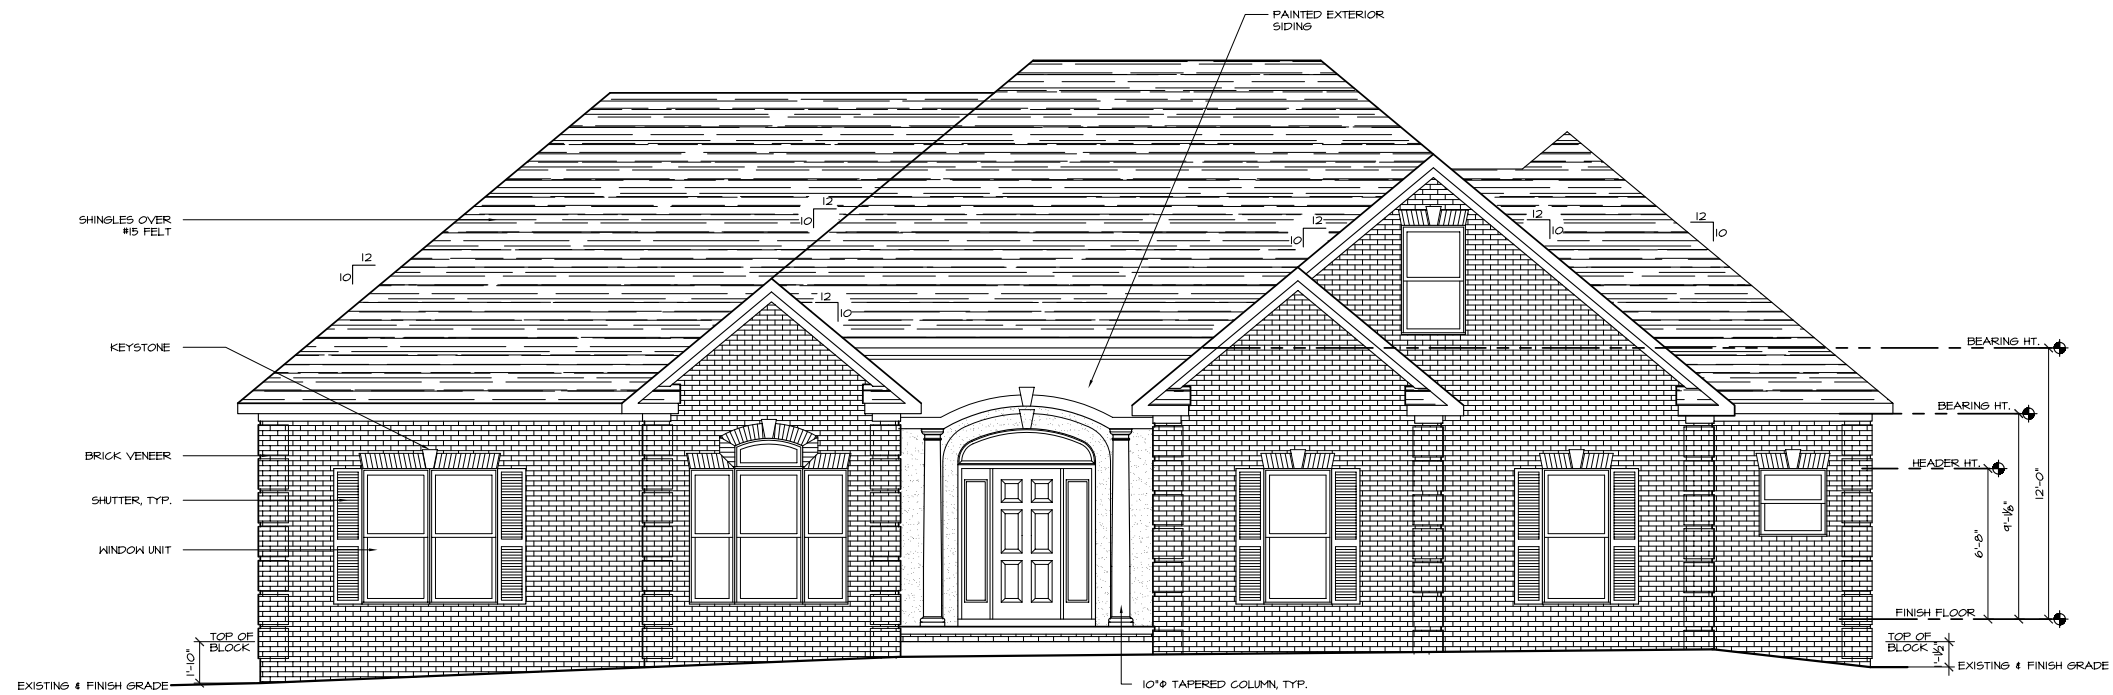 PAINTED EXTERIOR
SIDING
SHINGLES OVER
#15 FELT
12
10
12
10
12
10
12
10
12
10
12
10
KEYSTONE
BRICK VENEER
SHUTTER, TYP.
WINDOW UNIT
TOP OF
BLOCK
1'-10"
EXISTING & FINISH GRADE
10"Φ TAPERED COLUMN, TYP.
BEARING HT.
BEARING HT.
HEADER HT.
12'-0"
9'-1⅛"
6'-8"
FINISH FLOOR
TOP OF
BLOCK
1'-1½"
EXISTING & FINISH GRADE